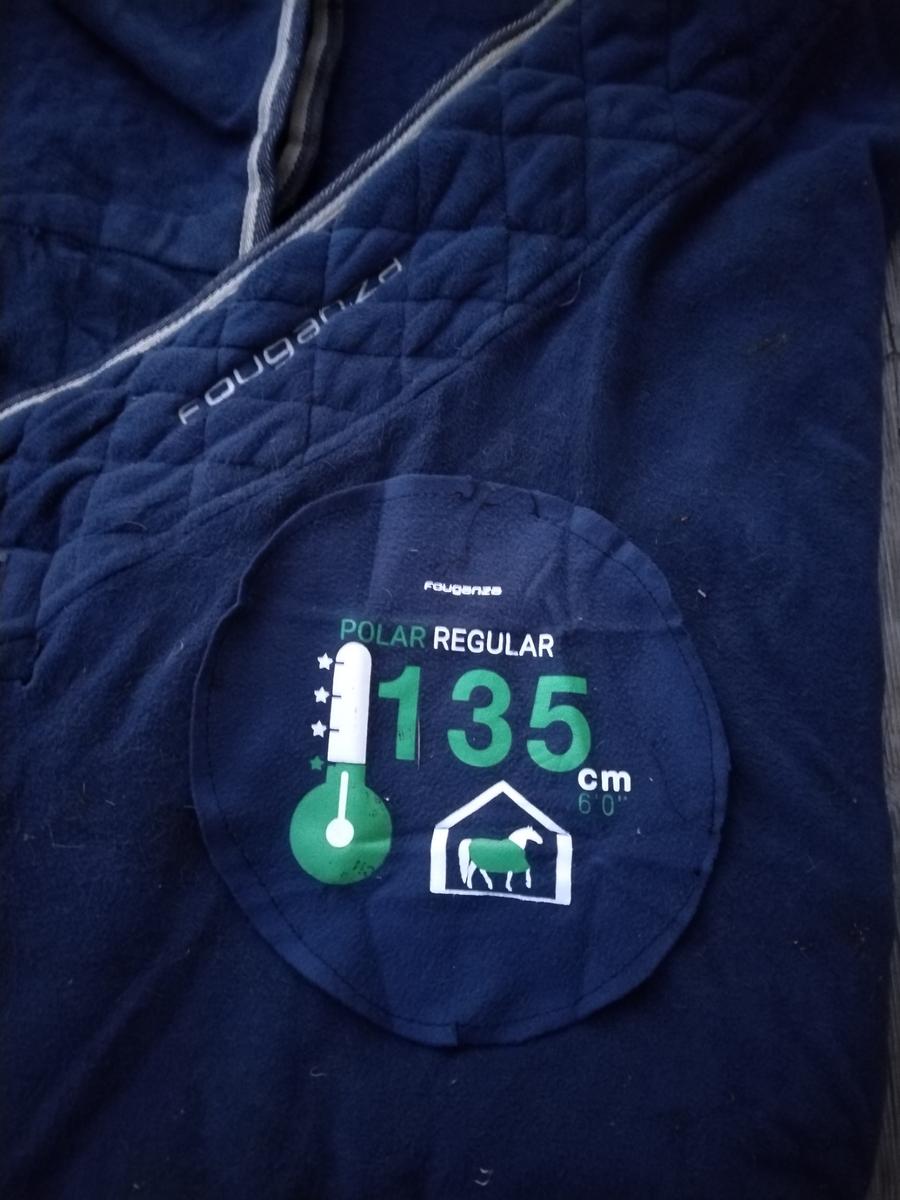 fouganza
fouganza
POLAR REGULAR
135
cm
6'0"